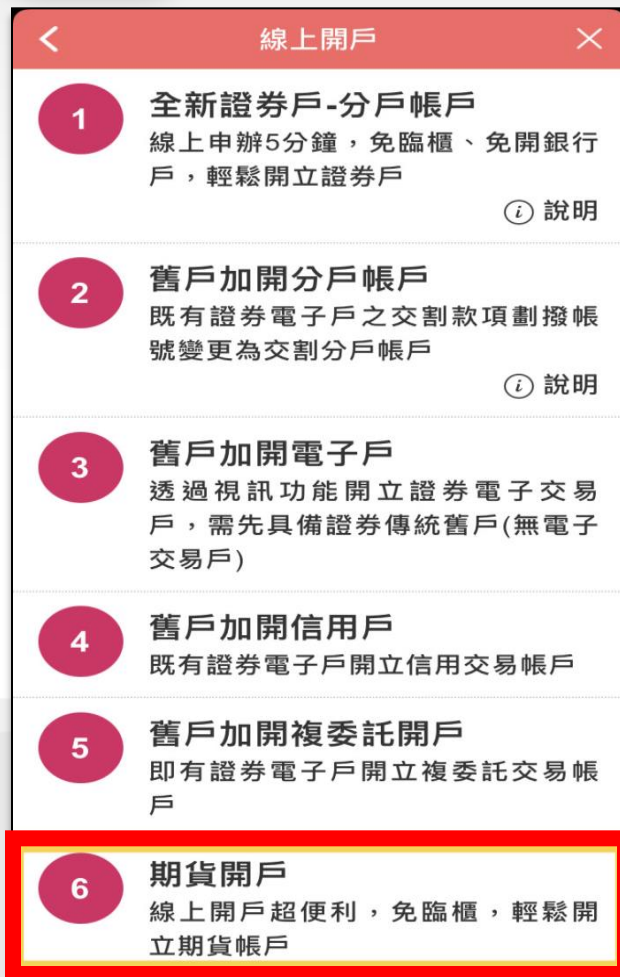 線上開戶
1 全新證券戶-分戶帳戶
線上申辦5分鐘，免臨櫃、免開銀行
戶，輕鬆開立證券戶
i 說明
2 舊戶加開分戶帳戶
既有證券電子戶之交割款項劃撥帳
號變更為交割分戶帳戶
i 說明
3 舊戶加開電子戶
透過視訊功能開立證券電子交易
戶，需先具備證券傳統舊戶(無電子
交易戶)
4 舊戶加開信用戶
既有證券電子戶開立信用交易帳戶
5 舊戶加開複委託開戶
即有證券電子戶開立複委託交易帳
戶
6 期貨開戶
線上開戶超便利，免臨櫃，輕鬆開
立期貨帳戶